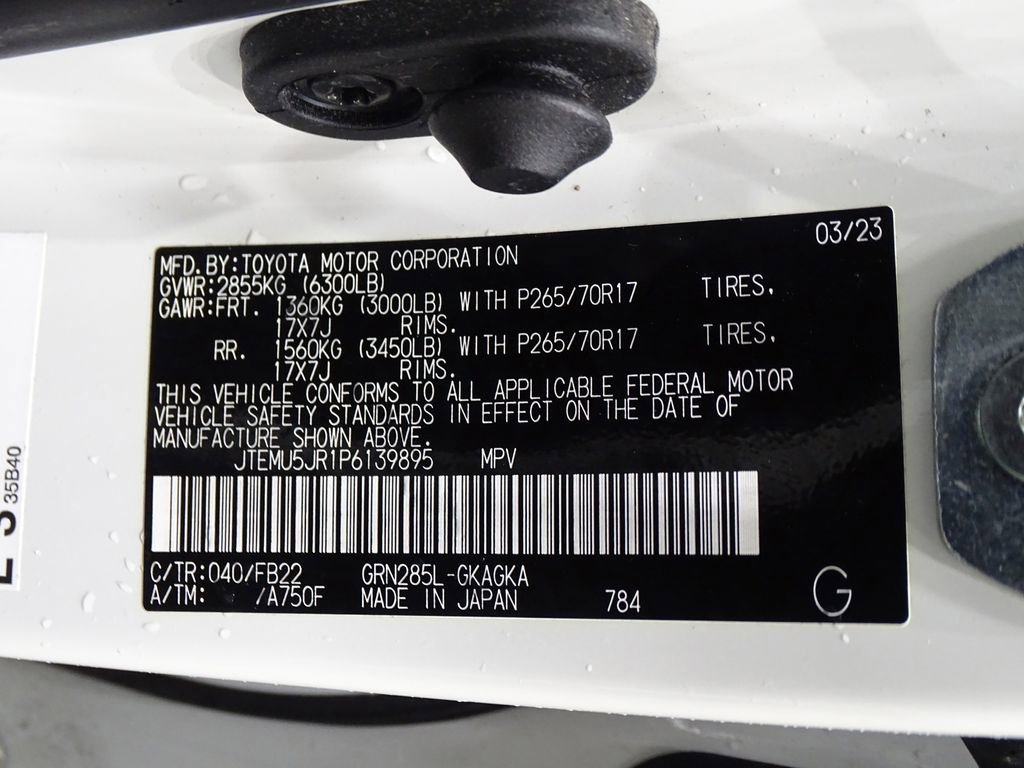 03/23
MFD. BY: TOYOTA MOTOR CORPORATION
GVWR: 2855KG (6300LB)
GAWR: FRT. 1360KG (3000LB) WITH P265/70R17 TIRES,
17X7J RIMS.
RR. 1560KG (3450LB) WITH P265/70R17 TIRES,
17X7J RIMS.
THIS VEHICLE CONFORMS TO ALL APPLICABLE FEDERAL MOTOR
VEHICLE SAFETY STANDARDS IN EFFECT ON THE DATE OF
MANUFACTURE SHOWN ABOVE.
JTEMU5JR1P6139895 MPV
C/TR: 040/FB22 GRN285L-GKAGKA
A/TM: /A750F MADE IN JAPAN 784
G
35B40